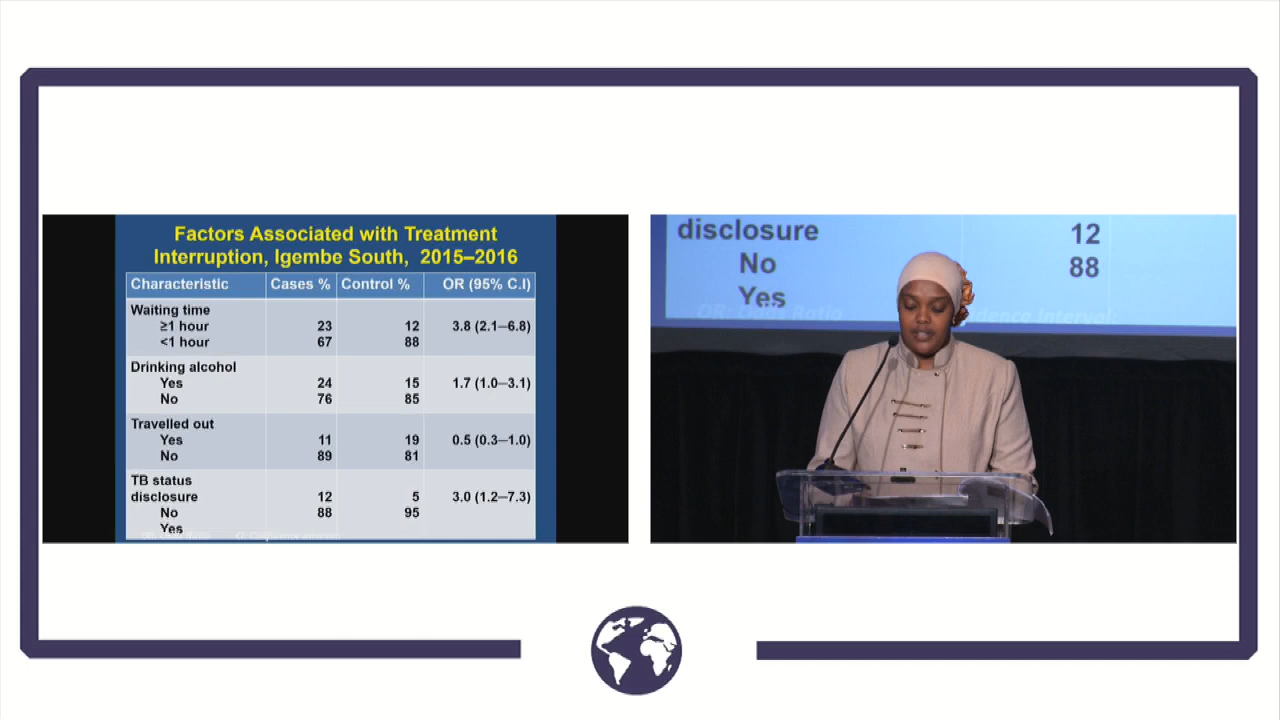 Factors Associated with Treatment
Interruption, Igembe South, 2015–2016
Characteristic Cases % Control % OR (95% C.I)
Waiting time
≥1 hour 23 12 3.8 (2.1–6.8)
<1 hour 67 88
Drinking alcohol
Yes 24 15 1.7 (1.0–3.1)
No 76 85
Travelled out
Yes 11 19 0.5 (0.3–1.0)
No 89 81
TB status
disclosure 12 5 3.0 (1.2–7.3)
No 88 95
Yes
disclosure 12
No 88
Yes
OR: Odds Ratio Interval: